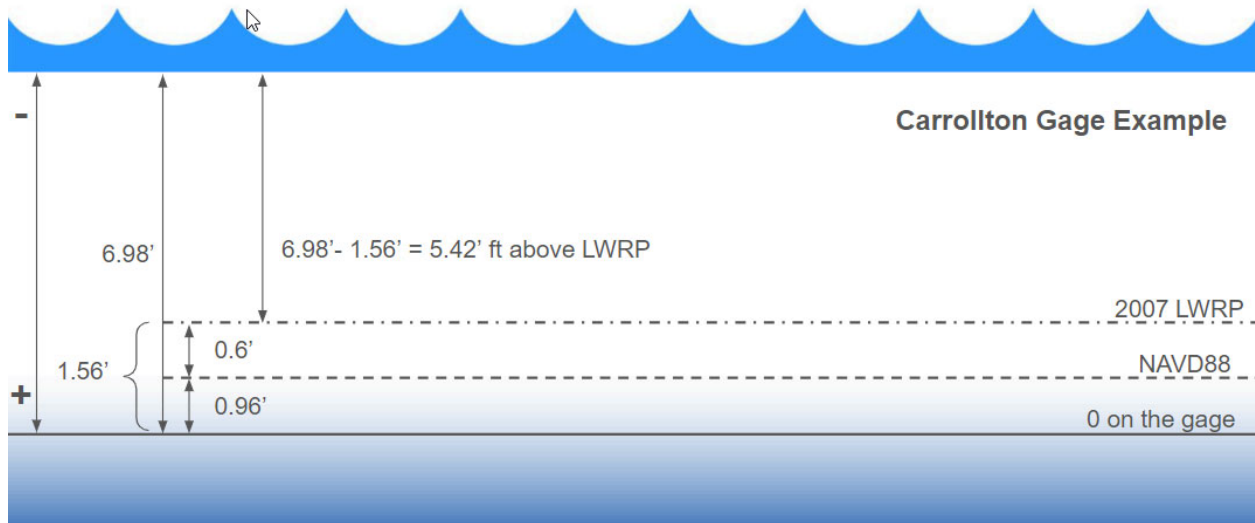 -
Carrollton Gage Example
6.98'
6.98'- 1.56' = 5.42' ft above LWRP
2007 LWRP
0.6'
1.56'
NAVD88
+
0.96'
0 on the gage